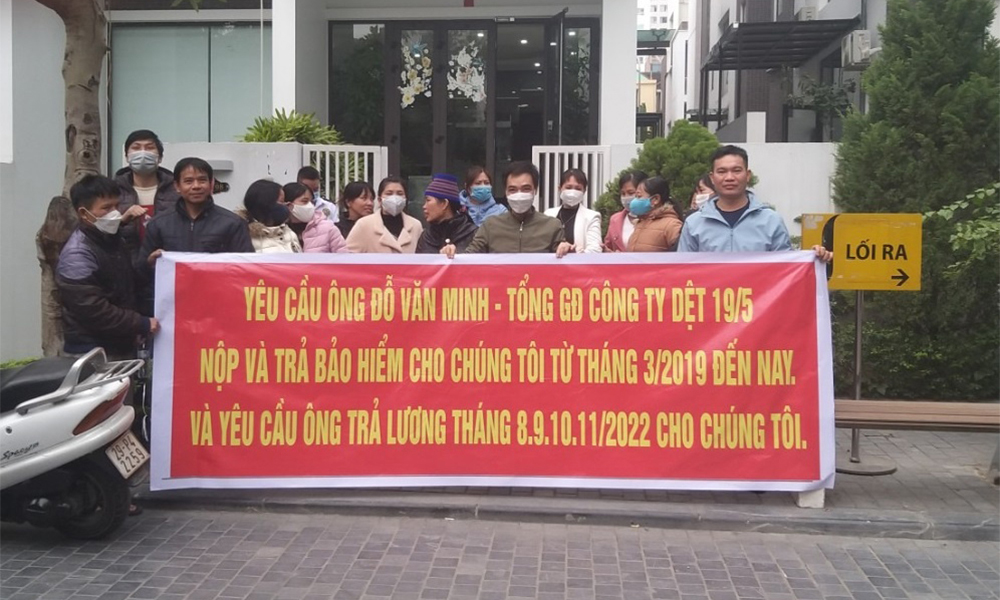 YÊU CẦU ÔNG ĐỖ VĂN MINH - TỔNG GĐ CÔNG TY DỆT 19/5
NỘP VÀ TRẢ BẢO HIỂM CHO CHÚNG TÔI TỪ THÁNG 3/2019 ĐẾN NAY.
VÀ YÊU CẦU ÔNG TRẢ LƯƠNG THÁNG 8.9.10.11/2022 CHO CHÚNG TÔI.
LỐI RA
Spacy